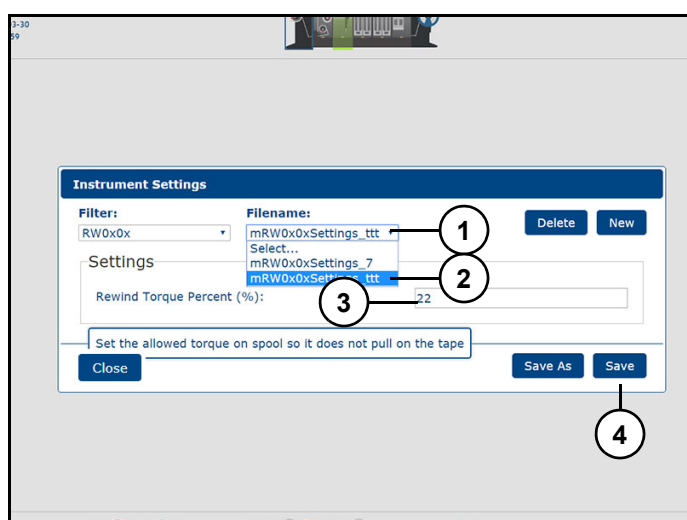 3-30
59
Instrument Settings
Filter:
Filename:
RW0x0x
mRW0x0xSettings_ttt
1
Delete
New
Select...
mRW0x0xSettings_7
mRW0x0xSettings_ttt
2
Settings
Rewind Torque Percent (%):
3
22
Set the allowed torque on spool so it does not pull on the tape
Close
Save As
Save
4